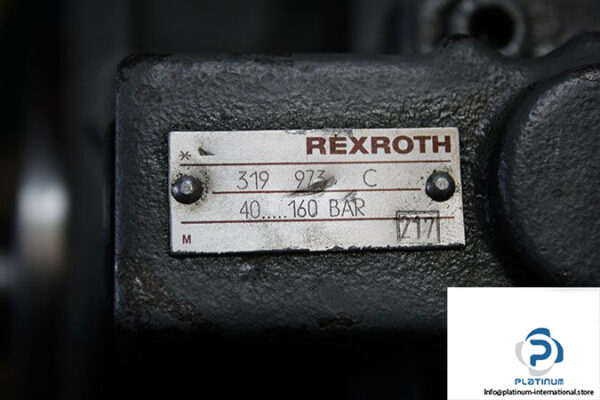 * REXROTH
319 973 C
40.....160 BAR
217
M
PLATINUM
Info@platinum-international.store